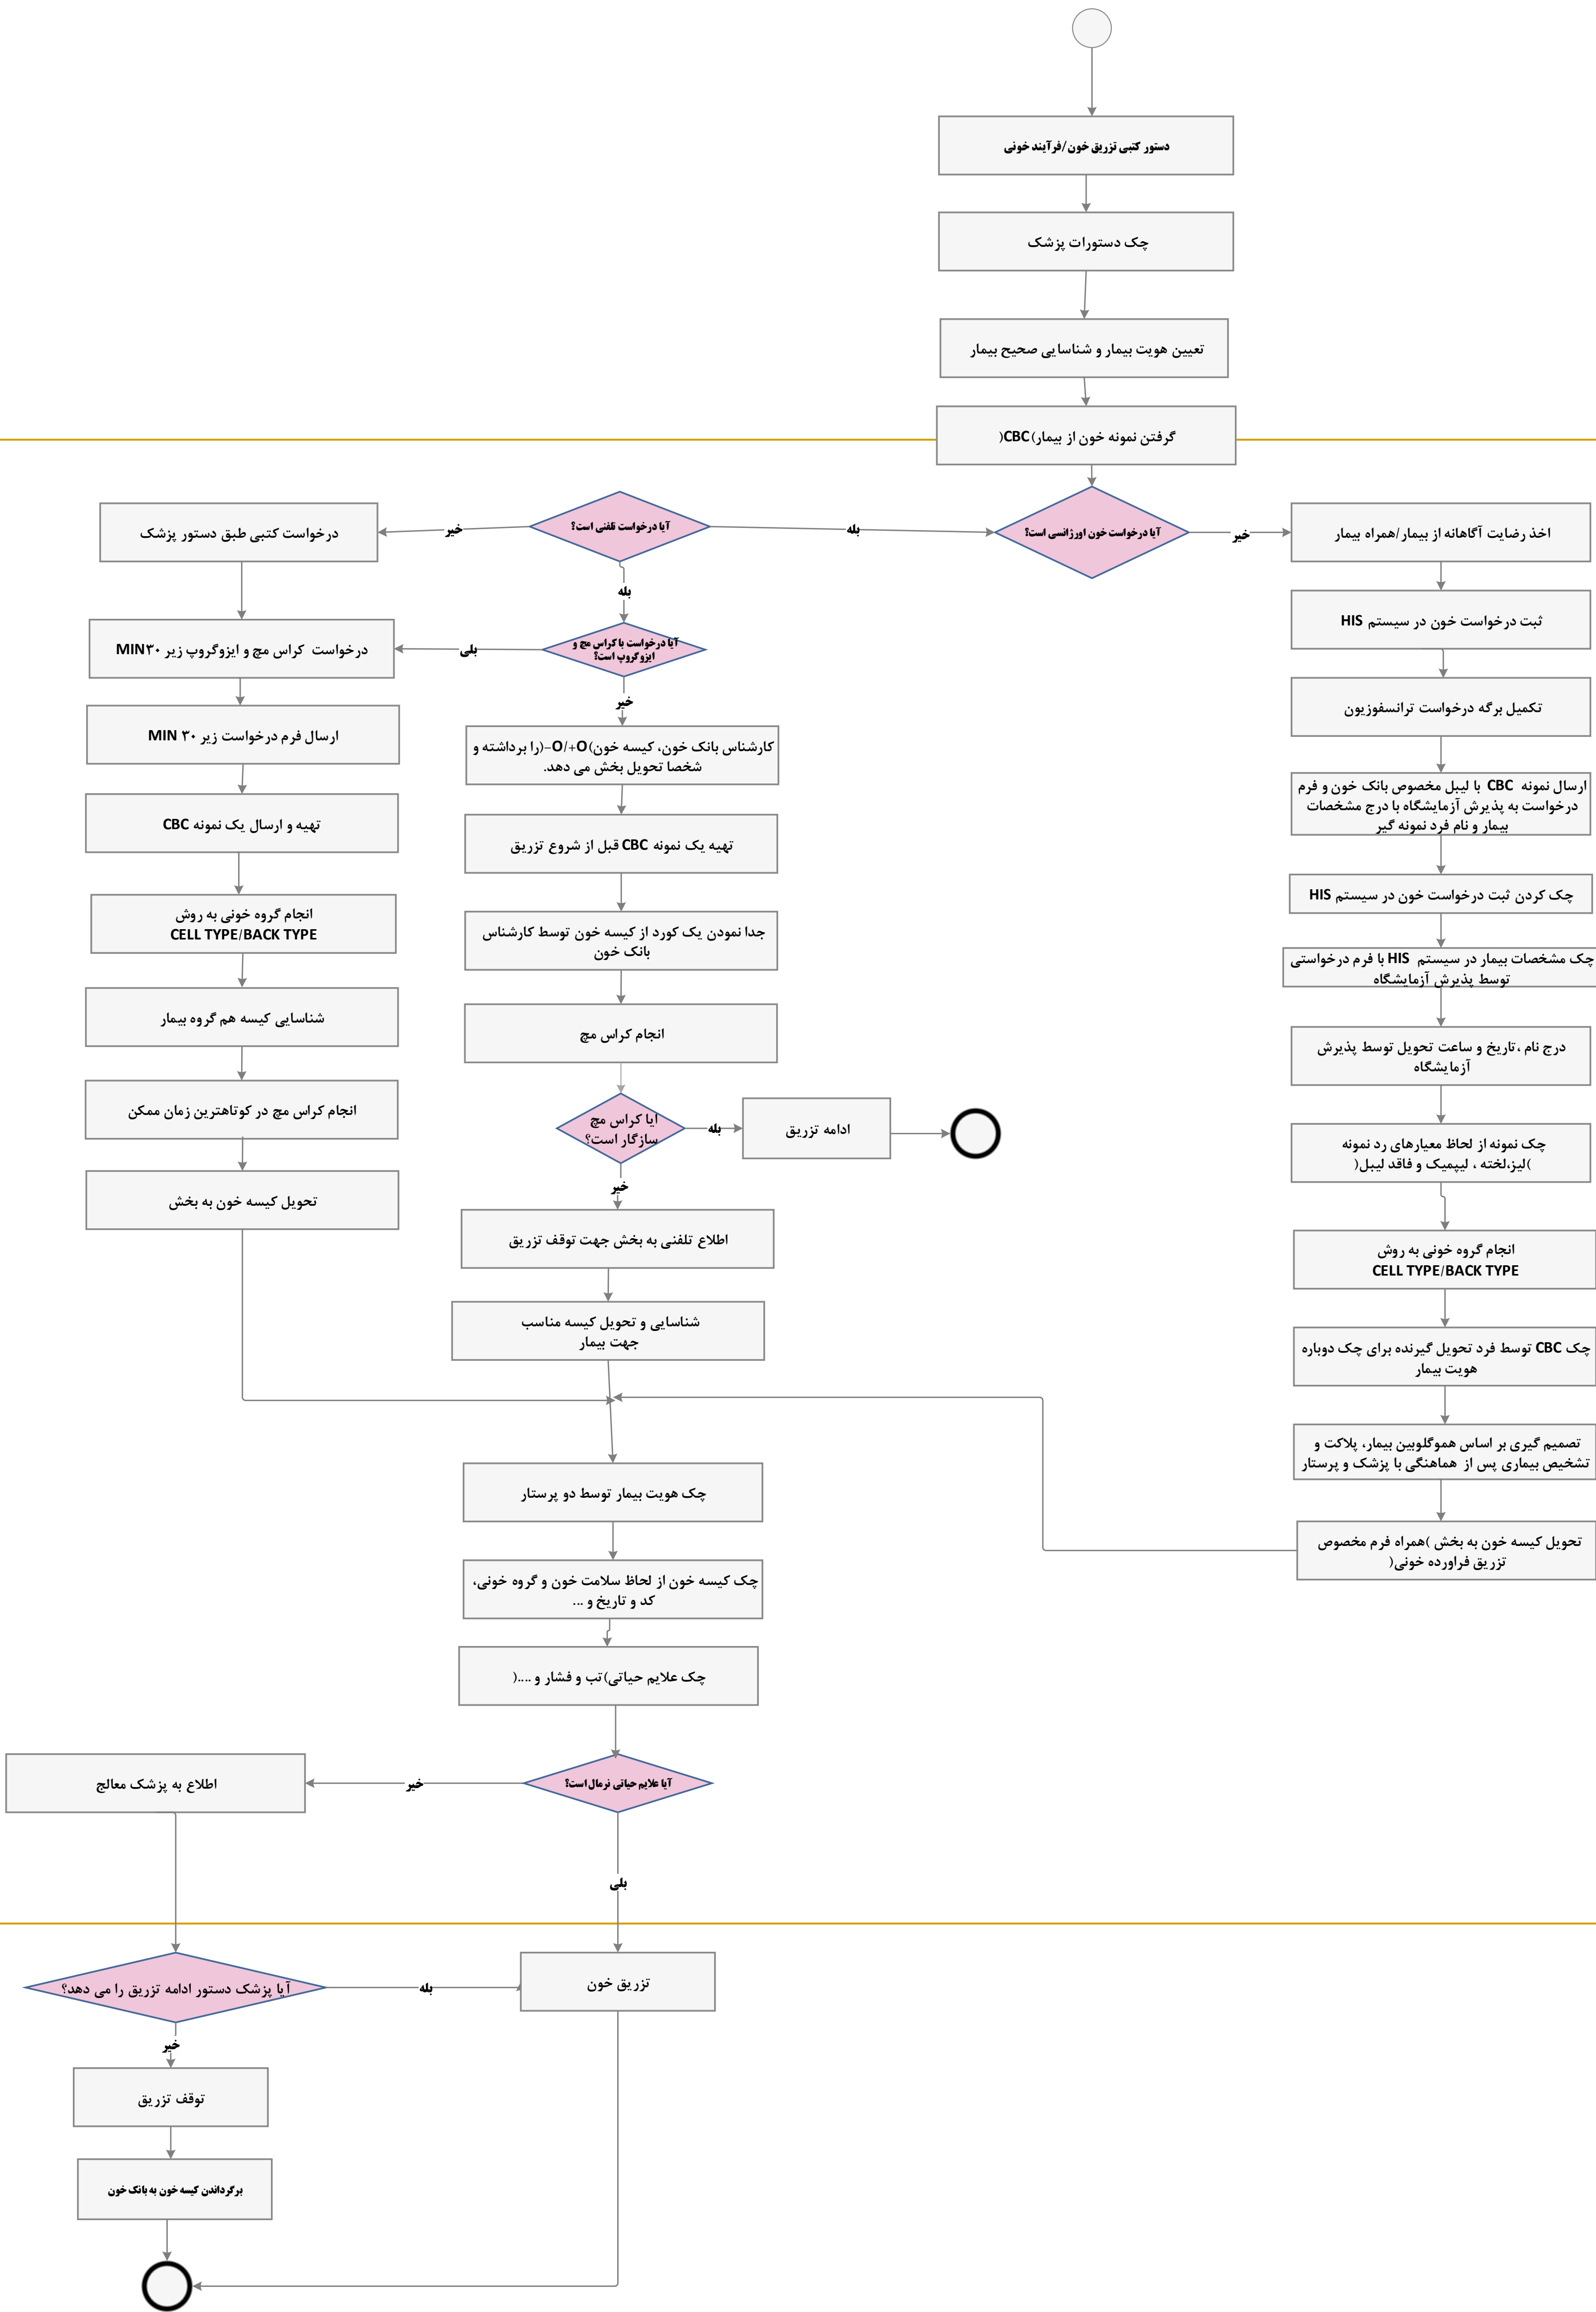 دستور کتبی تزریق خون/فرآیند خونی
چک دستورات پزشک
تعیین هویت بیمار و شناسایی صحیح بیمار
گرفتن نمونه خون از بیمار)CBC(
آیا درخواست خون اورژانسی است؟
خیر
بله
اخذ رضایت آگاهانه از بیمار/همراه بیمار
ثبت درخواست خون در سیستم HIS
تکمیل برگه درخواست ترانسفوزیون
ارسال نمونه CBC با لیبل مخصوص بانک خون و فرم
درخواست به پذیرش آزمایشگاه با درج مشخصات
بیمار و نام فرد نمونه گیر
چک کردن ثبت درخواست خون در سیستم HIS
چک مشخصات بیمار در سیستم HIS با فرم درخواستی
توسط پذیرش آزمایشگاه
درج نام ،تاریخ و ساعت تحویل توسط پذیرش
آزمایشگاه
چک نمونه از لحاظ معیارهای رد نمونه
)لیز،لخته ، لیپمیک و فاقد لیبل(
انجام گروه خونی به روش
CELL TYPE/BACK TYPE
چک CBC توسط فرد تحویل گیرنده برای چک دوباره
هویت بیمار
تصمیم گیری بر اساس هموگلوبین بیمار، پلاکت و
تشخیص بیماری پس از هماهنگی با پزشک و پرستار
تحویل کیسه خون به بخش )همراه فرم مخصوص
تزریق فراورده خونی(
آیا درخواست تلفنی است؟
خیر
بله
آیا درخواست با کراس مچ و
ایزوگروپ است؟
بلی
خیر
کارشناس بانک خون، کیسه خون)O+/O-(را برداشته و
شخصا تحویل بخش می دهد.
تهیه یک نمونه CBC قبل از شروع تزریق
جدا نمودن یک کورد از کیسه خون توسط کارشناس
بانک خون
انجام کراس مچ
ایا کراس مچ
سازگار است؟
بله
ادامه تزریق
خیر
اطلاع تلفنی به بخش جهت توقف تزریق
شناسایی و تحویل کیسه مناسب
جهت بیمار
درخواست کتبی طبق دستور پزشک
درخواست کراس مچ و ایزوگروپ زیر MIN۳۰
ارسال فرم درخواست زیر ۳۰ MIN
تهیه و ارسال یک نمونه CBC
انجام گروه خونی به روش
CELL TYPE/BACK TYPE
شناسایی کیسه هم گروه بیمار
انجام کراس مچ در کوتاهترین زمان ممکن
تحویل کیسه خون به بخش
چک هویت بیمار توسط دو پرستار
چک کیسه خون از لحاظ سلامت خون و گروه خونی،
کد و تاریخ و ...
چک علایم حیاتی)تب و فشار و ....(
آیا علایم حیاتی نرمال است؟
خیر
بلی
اطلاع به پزشک معالج
آیا پزشک دستور ادامه تزریق را می دهد؟
بله
تزریق خون
خیر
توقف تزریق
برگرداندن کیسه خون به بانک خون